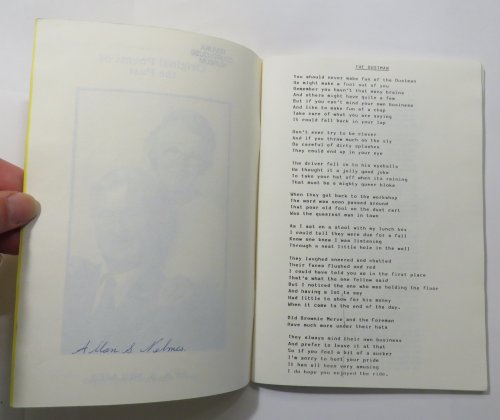 Original Poems of
the Past
Allan S. Nelmes
THE DUSTMAN
You should never make fun of the Dustman
He might make a fool out of you
Remember you hasn't that many brains
And others might have quite a few
But if you can't mind your own business
And like to make fun of a chap
Take care of what you are saying
It could fall back in your lap
Don't ever try to be clever
And if you throw much on the sly
Be careful of dirty splashes
They could end up in your eye
The driver fell in to his eyeballs
He thought it a jolly good joke
To take your hat off when its raining
That must be a mighty queer bloke
When they got back to the workshop
The word was soon passed around
That poor old fool on the dust cart
Was the queerest man in town
As I sat on a stool with my lunch box
I could tell they were due for a fall
Know one knew I was listening
Through a neat little hole in the wall
They laughed sneered and chatted
Their faces flushed and red
I could have told you so in the first place
That's what the one fellow said
But I noticed the one who was holding the floor
And having a lot to say
Had little to show for his money
When it came to the end of the day.
Old Brownie Merve and the Foreman
Have much more under their hats
They always mind their own business
And prefer to leave it at that
So if you feel a bit of a sucker
I'm sorry to hurt your pride
It has all been very amusing
I do hope you enjoyed the ride.